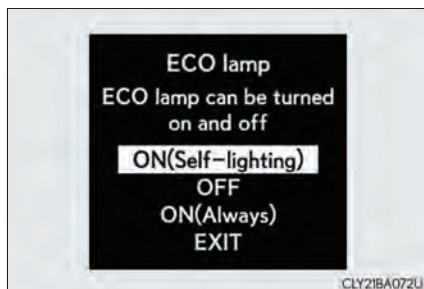 ECO lamp
ECO lamp can be turned
on and off
ON(Self-lighting)
OFF
ON(Always)
EXIT
CLY21BA072U